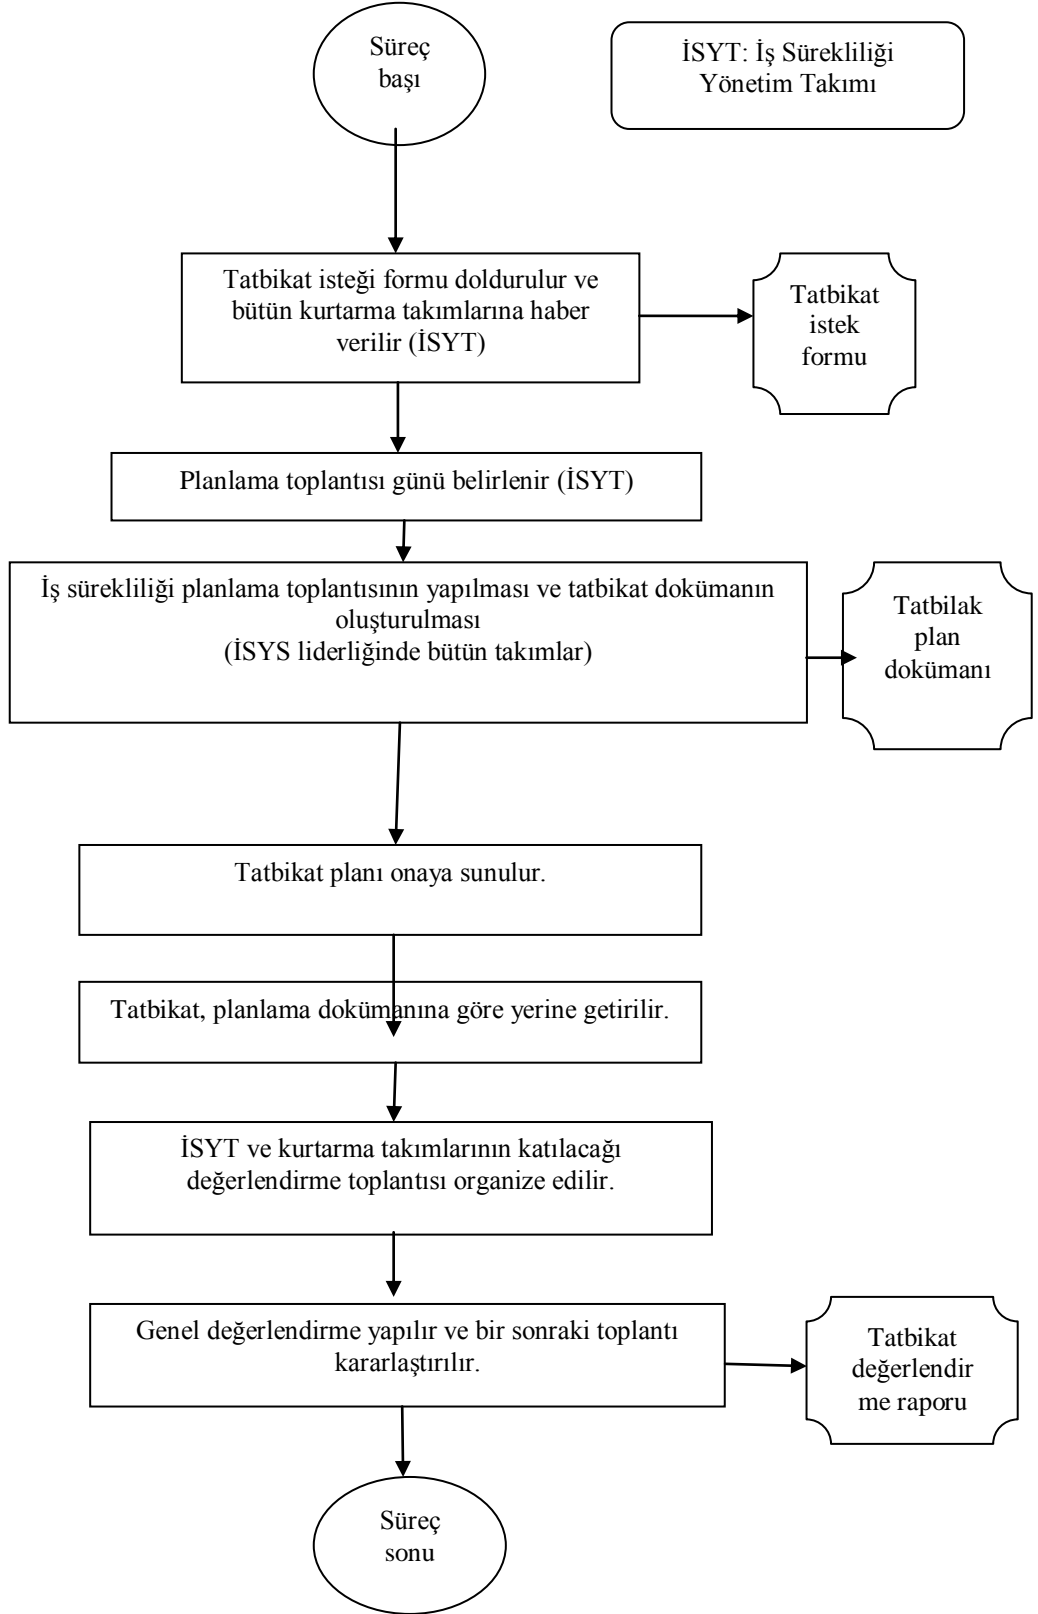 Süreç
başı
İSYT: İş Sürekliliği
Yönetim Takımı
Tatbikat isteği formu doldurulur ve
bütün kurtarma takımlarına haber
verilir (İSYT)
Tatbikat
istek
formu
Planlama toplantısı günü belirlenir (İSYT)
İş sürekliliği planlama toplantısının yapılması ve tatbikat dokümanın
oluşturulması
(İSYS liderliğinde bütün takımlar)
Tatbilak
plan
dokümanı
Tatbikat planı onaya sunulur.
Tatbikat, planlama dokümanına göre yerine getirilir.
İSYT ve kurtarma takımlarının katılacağı
değerlendirme toplantısı organize edilir.
Genel değerlendirme yapılır ve bir sonraki toplantı
kararlaştırılır.
Tatbikat
değerlendir
me raporu
Süreç
sonu